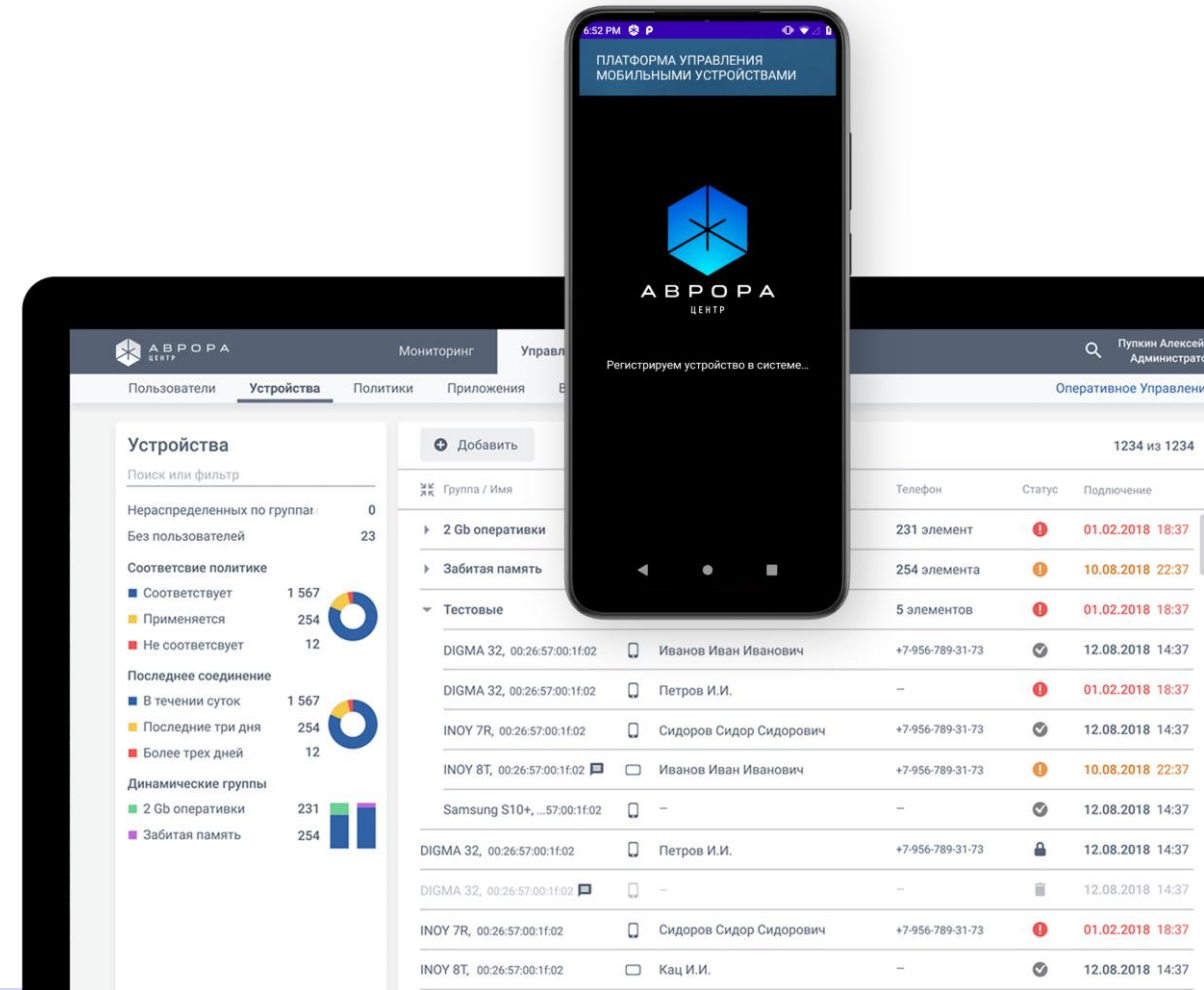 6:52 PM
ПЛАТФОРМА УПРАВЛЕНИЯ
МОБИЛЬНЫМИ УСТРОЙСТВАМИ
АВРОРА
ЦЕНТР
Регистрируем устройство в системе...
АВРОРА
ЦЕНТР
Мониторинг Управл
Пупкин Алексей
Администрато
Пользователи Устройства Политики Приложения В Оперативное Управлени
Устройства
Поиск или фильтр
Нераспределенных по группам 0
Без пользователей 23
Соответсвие политике
Соответствует 1 567
Применяется 254
Не соответсвует 12
Последнее соединение
В течении суток 1 567
Последние три дня 254
Более трех дней 12
Динамические группы
2 Gb оперативки 231
Забитая память 254
Добавить 1234 из 1234
Группа / Имя Телефон Статус Подлючение
2 Gb оперативки 231 элемент 01.02.2018 18:37
Забитая память 254 элемента 10.08.2018 22:37
Тестовые 5 элементов 01.02.2018 18:37
DIGMA 32, 00:26:57:00:1f:02 Иванов Иван Иванович +7-956-789-31-73 12.08.2018 14:37
DIGMA 32, 00:26:57:00:1f:02 Петров И.И. – 01.02.2018 18:37
INOY 7R, 00:26:57:00:1f:02 Сидоров Сидор Сидорович +7-956-789-31-73 12.08.2018 14:37
INOY 8T, 00:26:57:00:1f:02 Иванов Иван Иванович +7-956-789-31-73 10.08.2018 22:37
Samsung S10+, ...57:00:1f:02 – – 12.08.2018 14:37
DIGMA 32, 00:26:57:00:1f:02 Петров И.И. +7-956-789-31-73 12.08.2018 14:37
DIGMA 32, 00:26:57:00:1f:02 – – 12.08.2018 14:37
INOY 7R, 00:26:57:00:1f:02 Сидоров Сидор Сидорович +7-956-789-31-73 01.02.2018 18:37
INOY 8T, 00:26:57:00:1f:02 Кац И.И. – 12.08.2018 14:37